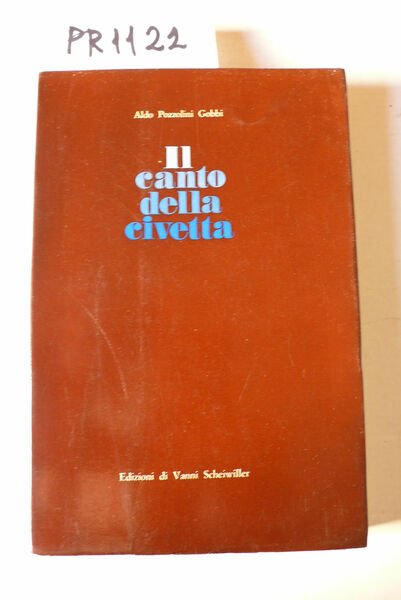 PR1122
Aldo Pozzolini Gobbi
Il
canto
della
civetta
Edizioni di Vanni Scheiwiller